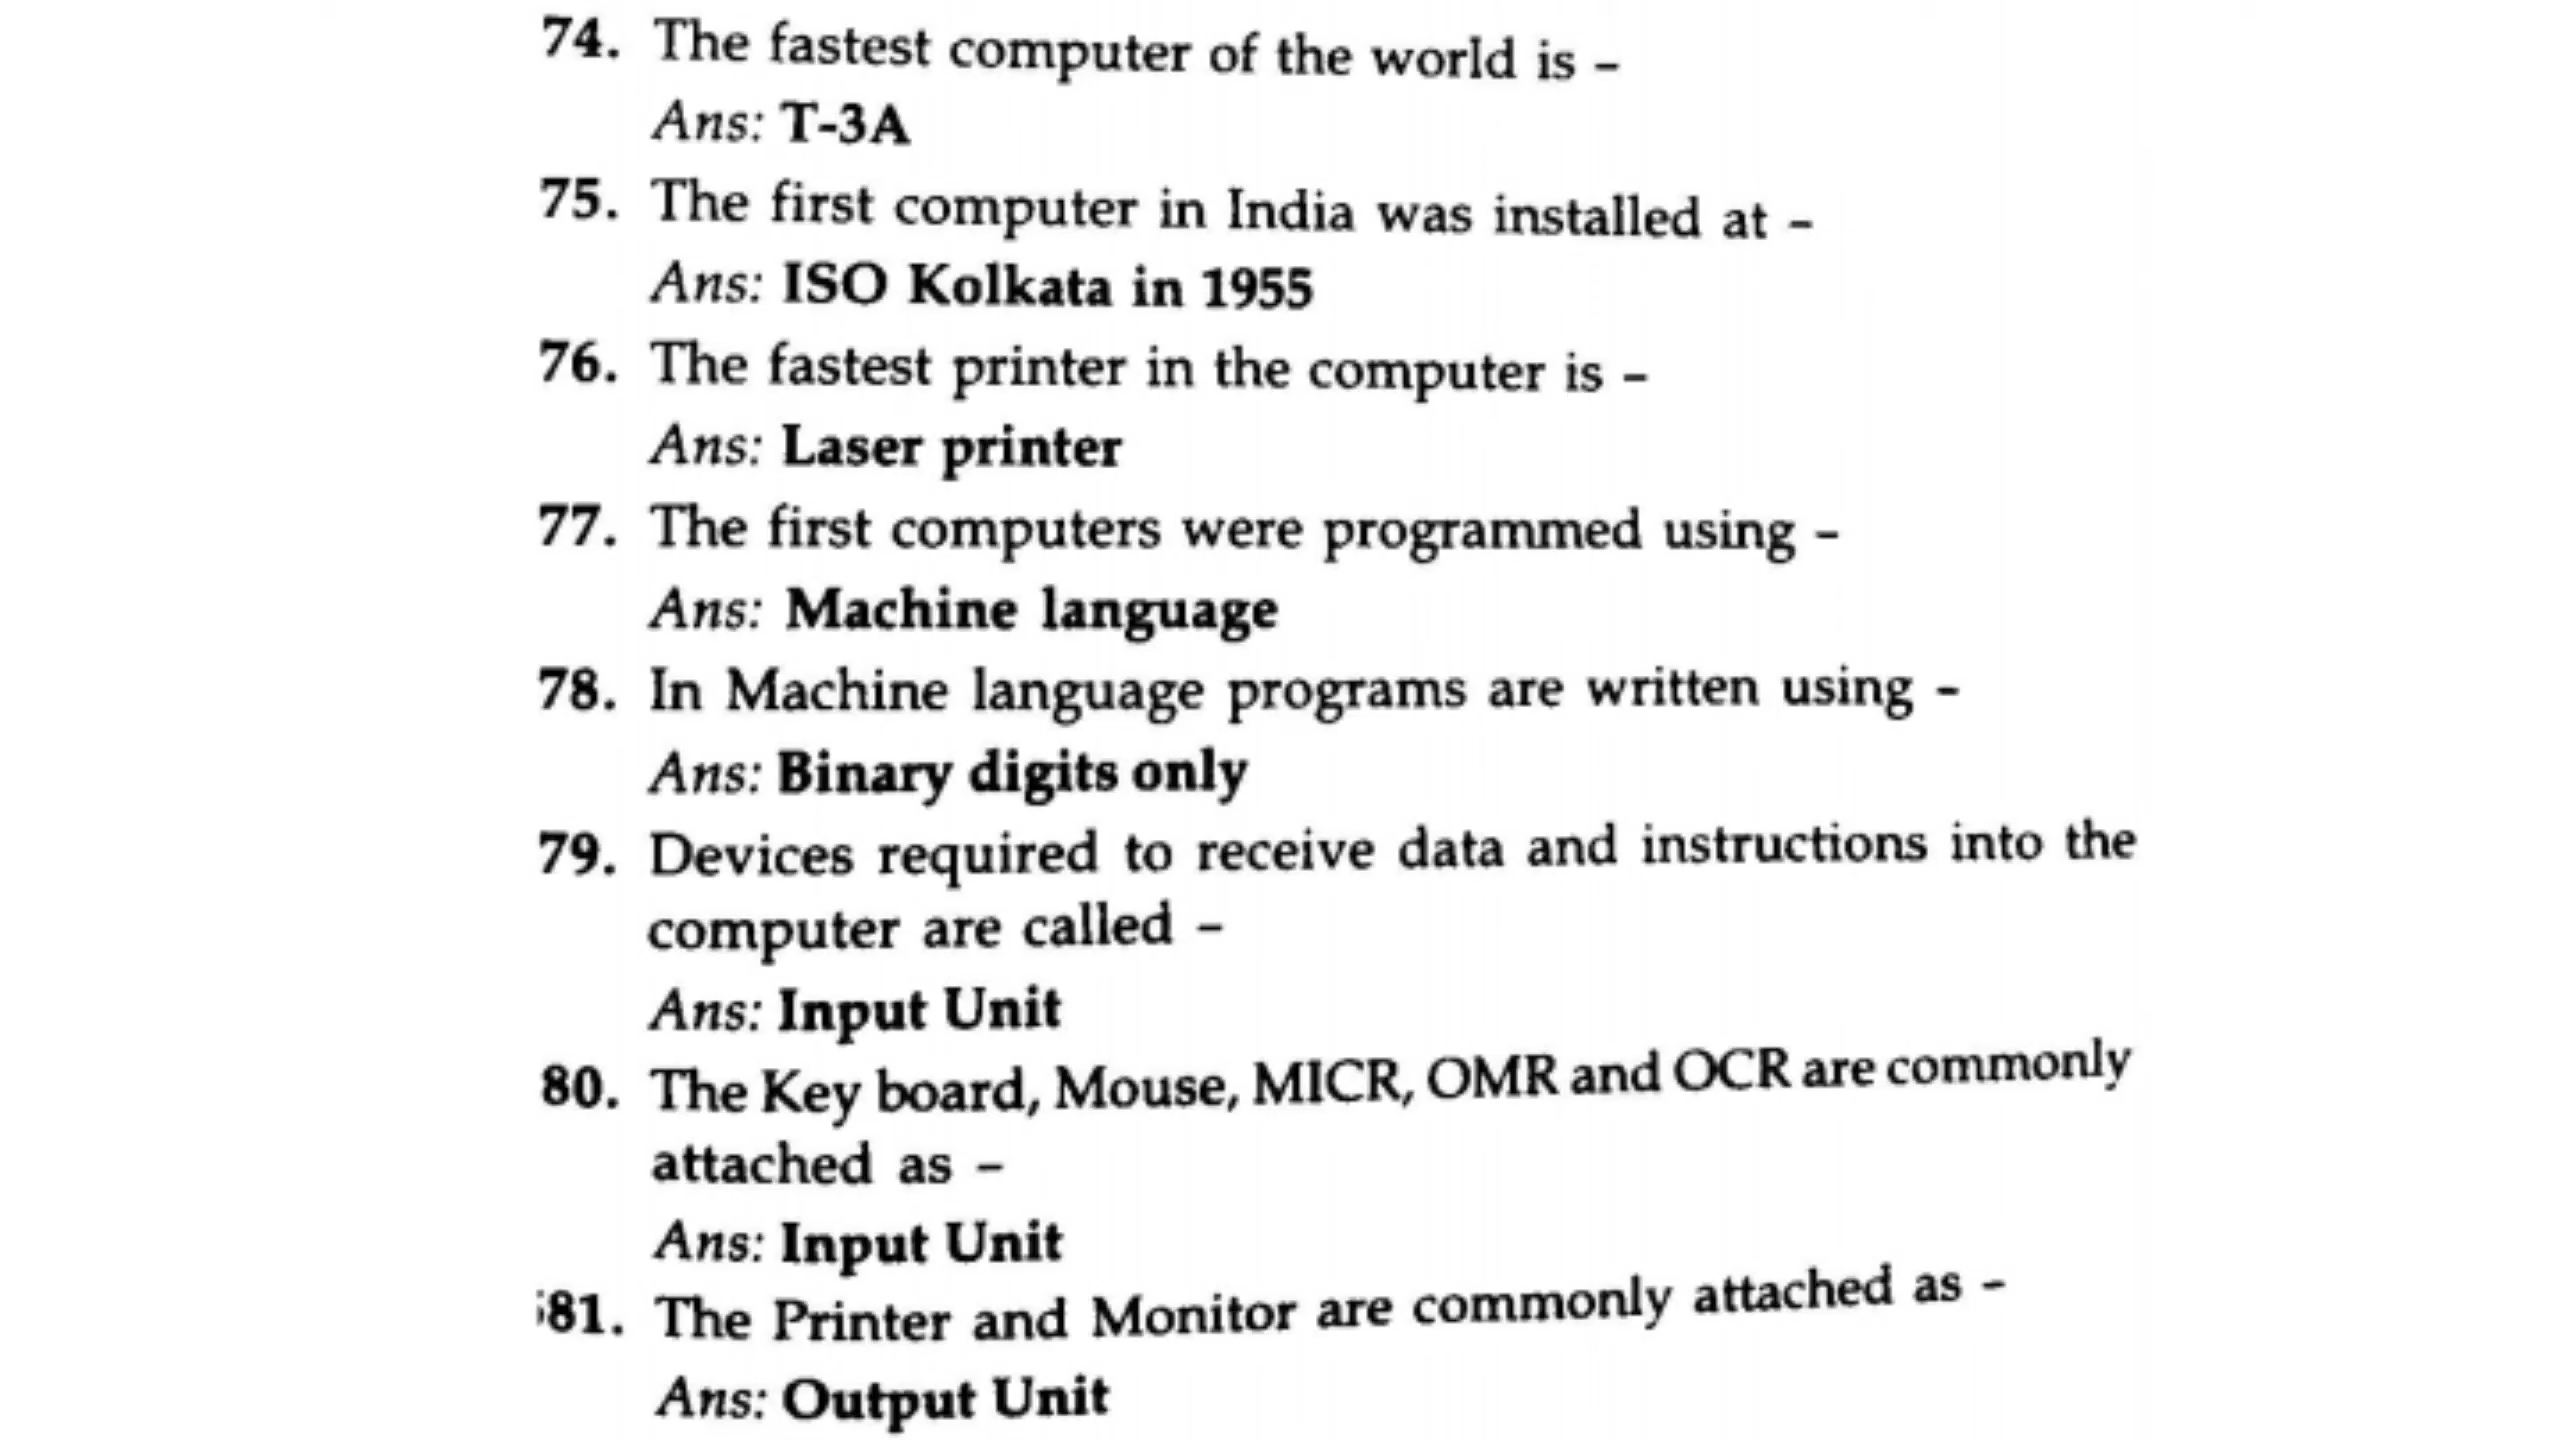 74. The fastest computer of the world is –
Ans: T-3A
75. The first computer in India was installed at –
Ans: ISO Kolkata in 1955
76. The fastest printer in the computer is –
Ans: Laser printer
77. The first computers were programmed using –
Ans: Machine language
78. In Machine language programs are written using –
Ans: Binary digits only
79. Devices required to receive data and instructions into the
computer are called –
Ans: Input Unit
80. The Key board, Mouse, MICR, OMR and OCR are commonly
attached as –
Ans: Input Unit
81. The Printer and Monitor are commonly attached as –
Ans: Output Unit